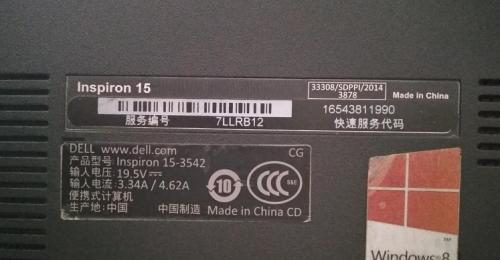 Inspiron 15
33308/SDPPI/2014
3878
Made in China
服务编号 7LLRB12
16543811990
快速服务代码
DELL www.dell.com CG
产品型号: Inspiron 15-3542
输入电压: 19.5V⎓
输入电流: 3.34A / 4.62A
便携式计算机
生产地: 中国 中国制造 Made in China CD
10
CCC S&E
Windows®8